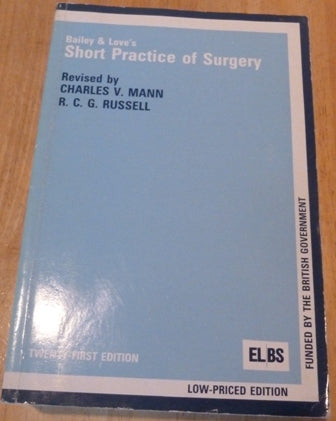 Bailey & Love's
Short Practice of Surgery
Revised by
CHARLES V. MANN
R. C. G. RUSSELL
FUNDED BY THE BRITISH GOVERNMENT
ELBS
TWENTY-FIRST EDITION
LOW-PRICED EDITION